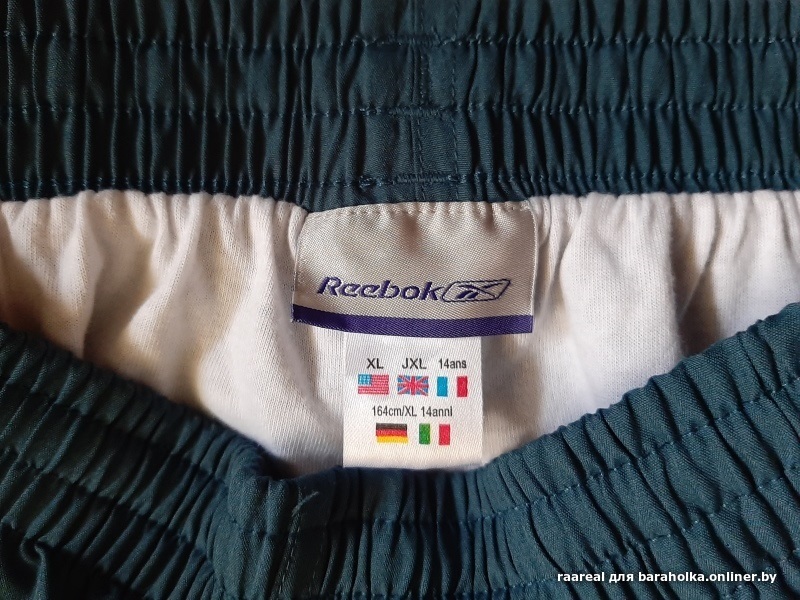 Reebok
XL JXL 14ans
164cm/XL 14anni
raareal для baraholka.onliner.by